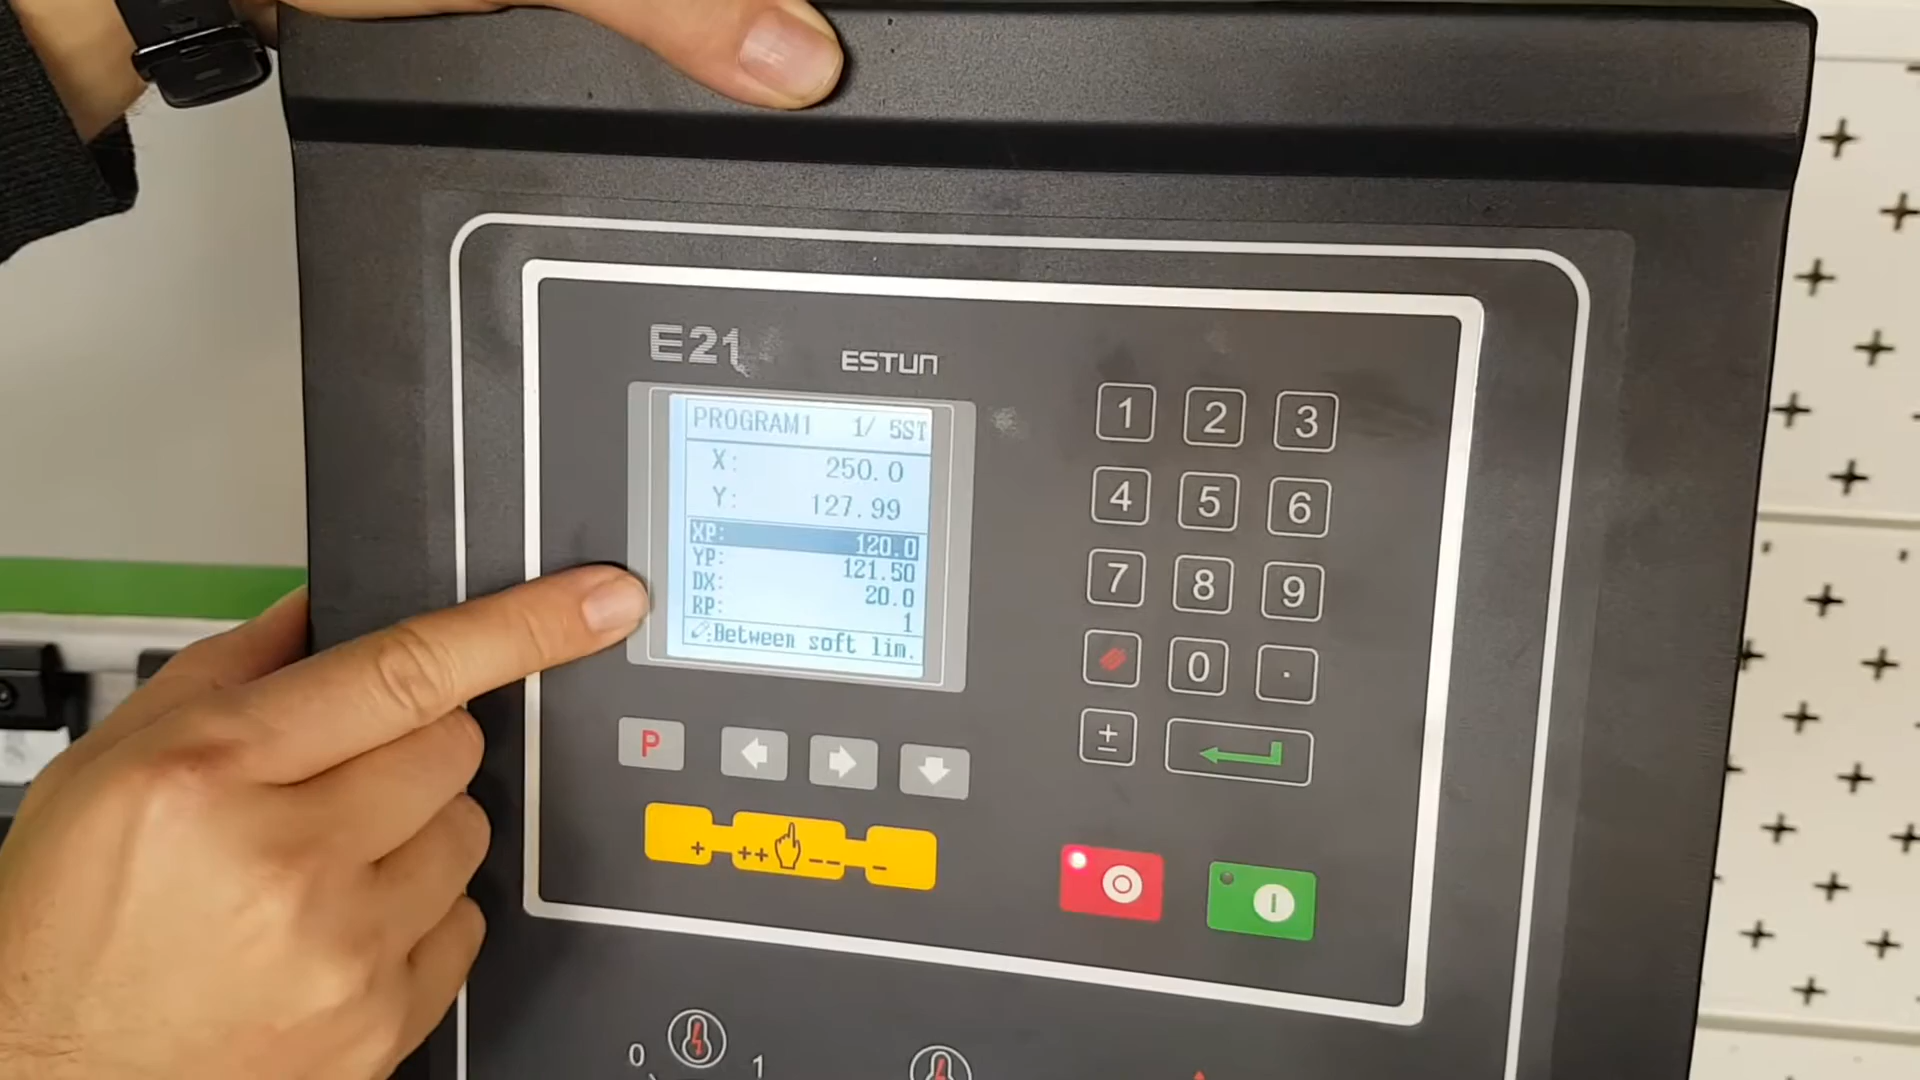 E21
ESTUN
PROGRAM1 1/ 5ST
X: 250.0
Y: 127.99
XP: 120.0
YP: 121.50
DX: 20.0
RP: 1
:Between soft lim.
1 2 3
4 5 6
7 8 9
0 .
±
P
+ ++ -- -
0 1